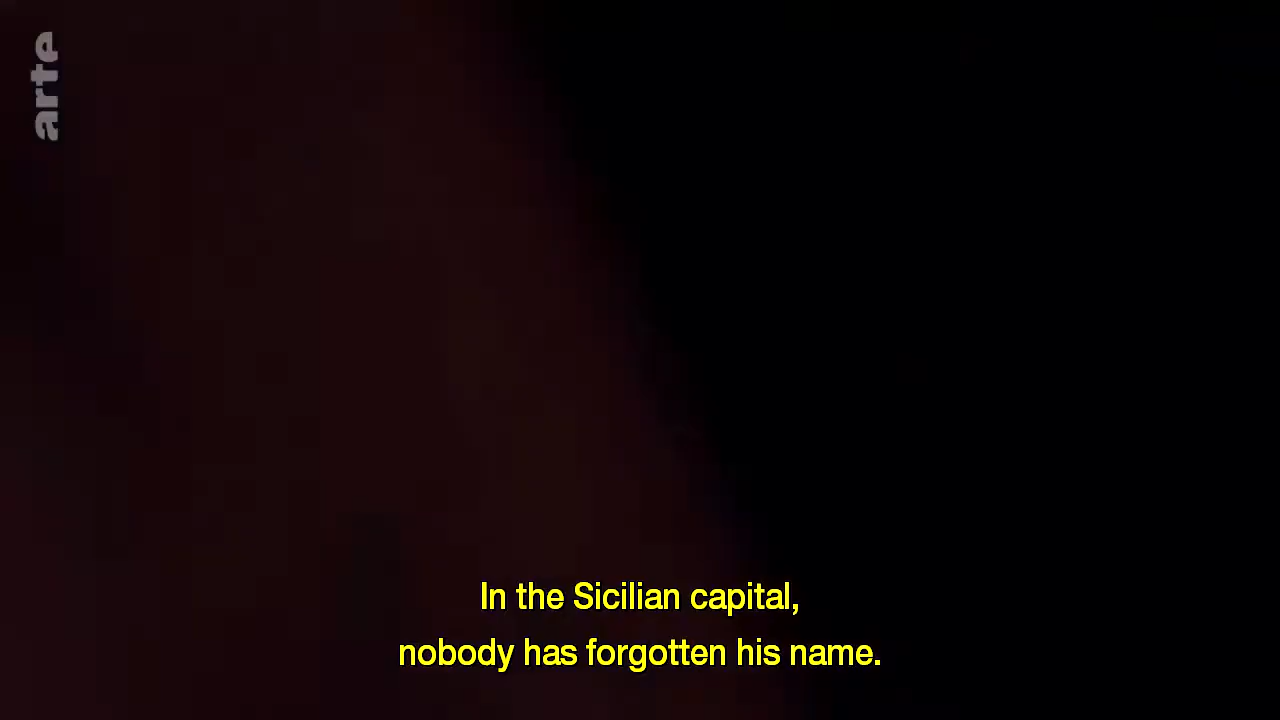 arte
In the Sicilian capital,
nobody has forgotten his name.